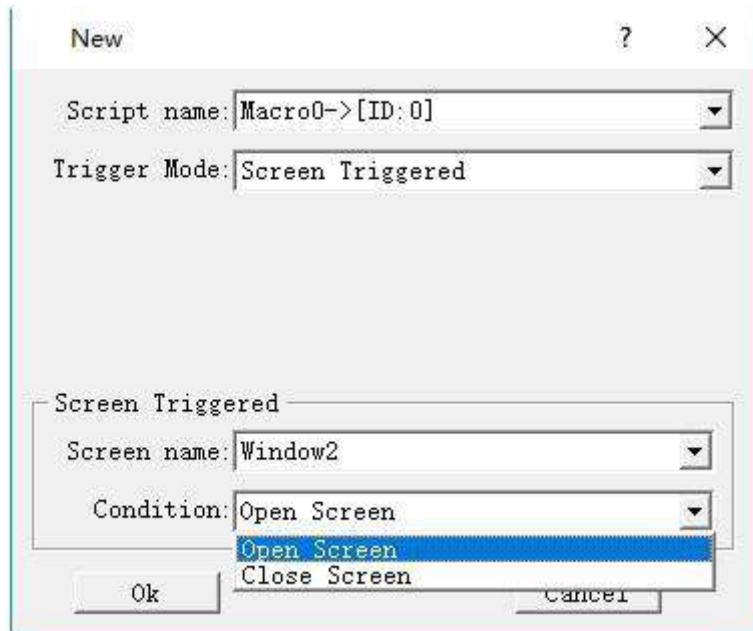 New ?
Script name: Macro0->[ID:0]
Trigger Mode: Screen Triggered
Screen Triggered
Screen name: Window2
Condition: Open Screen
Open Screen
Close Screen
Ok Cancel